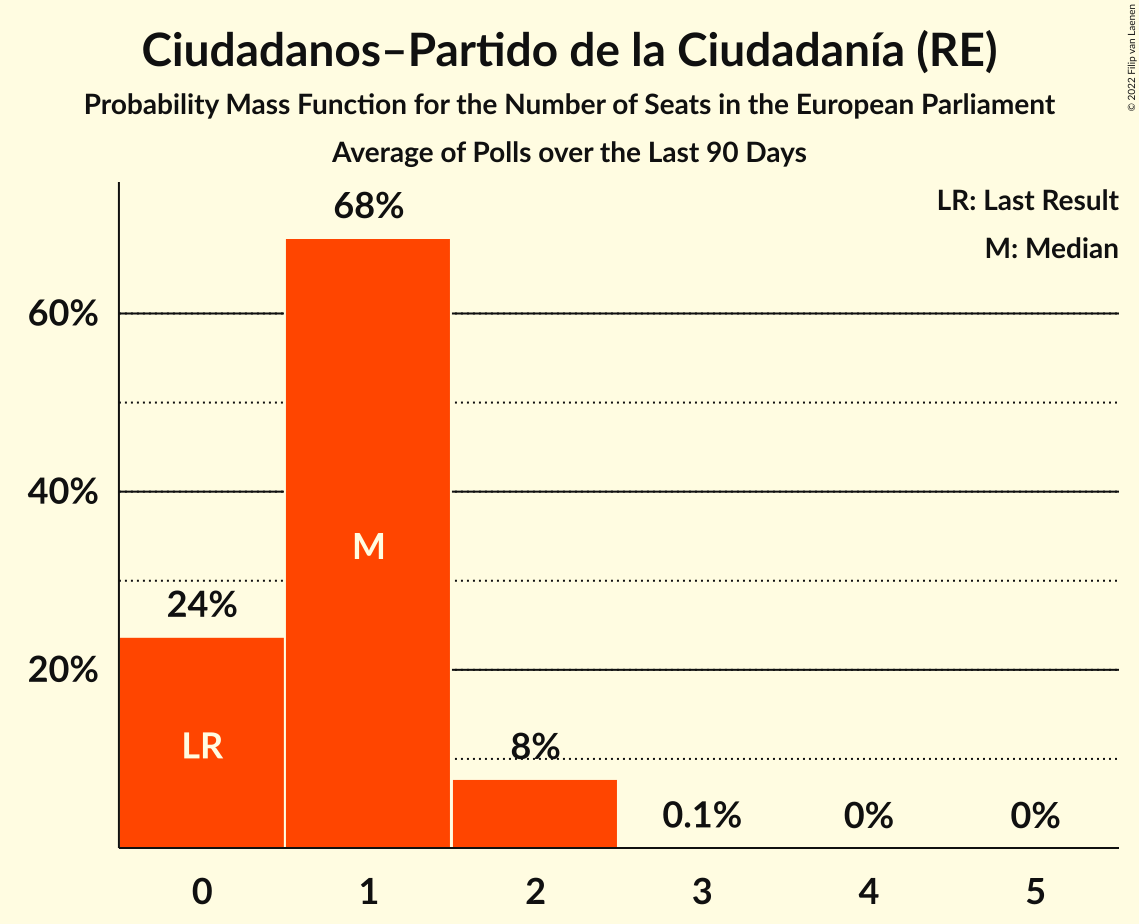 Ciudadanos–Partido de la Ciudadanía (RE)
Probability Mass Function for the Number of Seats in the European Parliament
Average of Polls over the Last 90 Days
© 2022 Filip van Laenen
LR: Last Result
M: Median
68%
60%
40%
M
24%
20%
LR
8%
0.1%
0%
0%
0 1 2 3 4 5